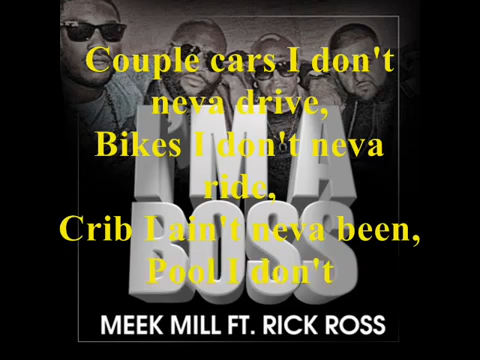 Couple cars I don't
neva drive,
Bikes I don't neva
ride,
Crib I ain't neva been,
Pool I don't
I'M A
BOSS
MEEK MILL FT. RICK ROSS